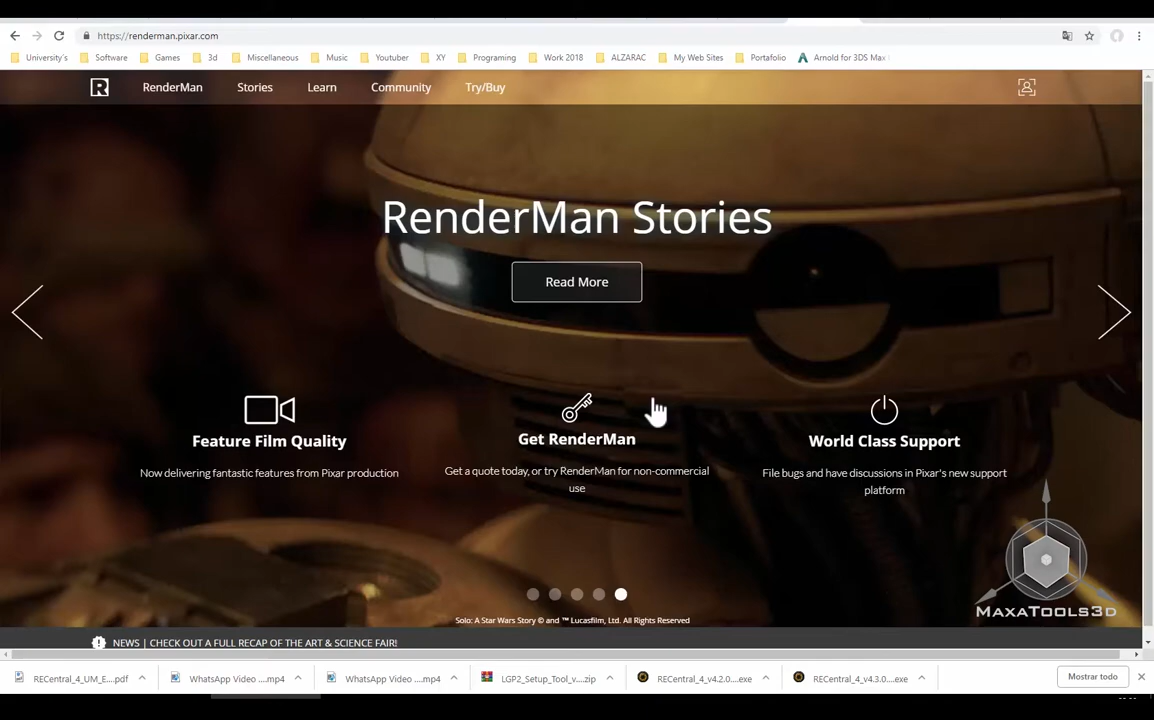 https://renderman.pixar.com
University's Software Games 3d Miscellaneous Music Youtuber XY Programing Work 2018 ALZARAC My Web Sites Portafolio Arnold for 3DS Max
R RenderMan Stories Learn Community Try/Buy
RenderMan Stories
Read More
Feature Film Quality
Now delivering fantastic features from Pixar production
Get RenderMan
Get a quote today, or try RenderMan for non-commercial
use
World Class Support
File bugs and have discussions in Pixar's new support
platform
MAXATOOLS3D
Solo: A Star Wars Story © and ™ Lucasfilm, Ltd. All Rights Reserved
NEWS | CHECK OUT A FULL RECAP OF THE ART & SCIENCE FAIR!
RECentral_4_UM_E....pdf WhatsApp Video ....mp4 WhatsApp Video ....mp4 LGP2_Setup_Tool_v....zip RECentral_4_v4.2.0....exe RECentral_4_v4.3.0....exe Mostrar todo